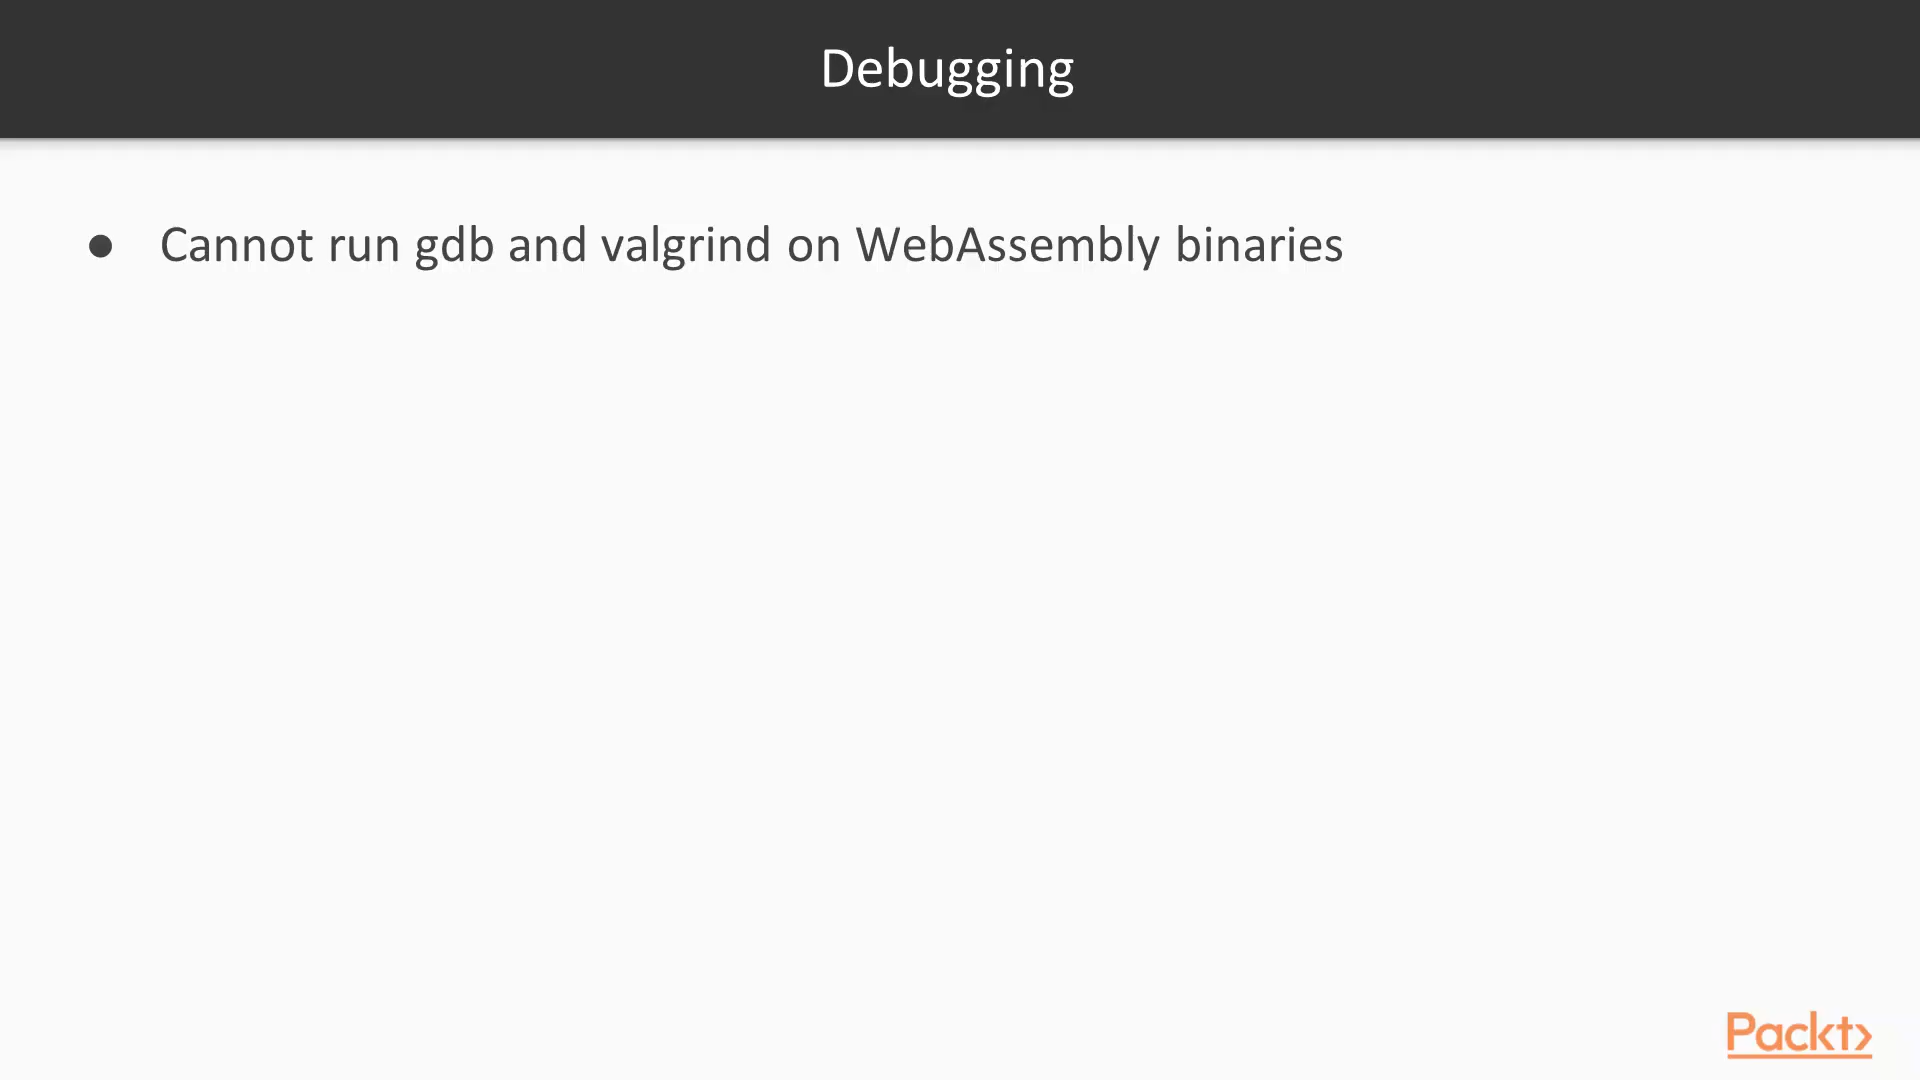 Debugging
● Cannot run gdb and valgrind on WebAssembly binaries
Packt>